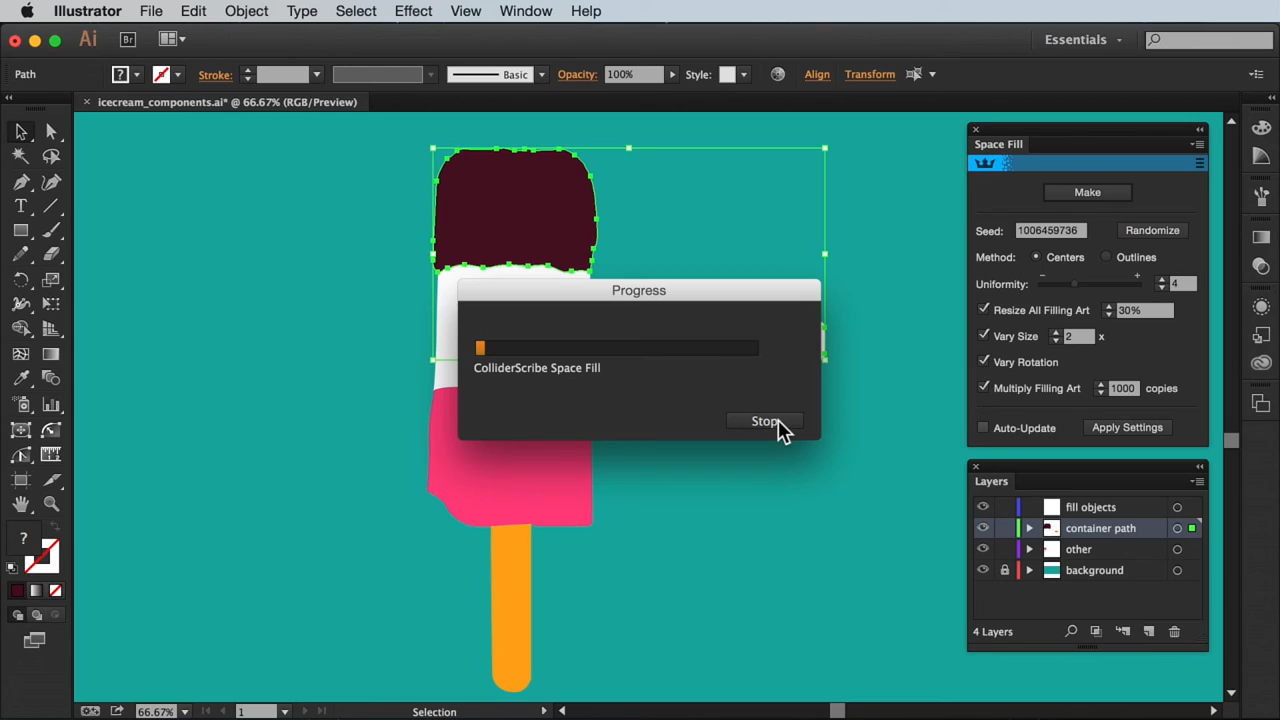 Illustrator File Edit Object Type Select Effect View Window Help
Ai Br Essentials
Path ? Stroke: Basic Opacity: 100% Style: Align Transform
× icecream_components.ai* @ 66.67% (RGB/Preview)
Space Fill
Make
Seed: 1006459736 Randomize
Method: Centers Outlines
Uniformity: − + 4
Resize All Filling Art 30%
Vary Size 2 x
Vary Rotation
Multiply Filling Art 1000 copies
Auto-Update Apply Settings
Progress
ColliderScribe Space Fill
Stop
Layers
fill objects
container path
other
background
4 Layers
T
?
66.67% 1 Selection